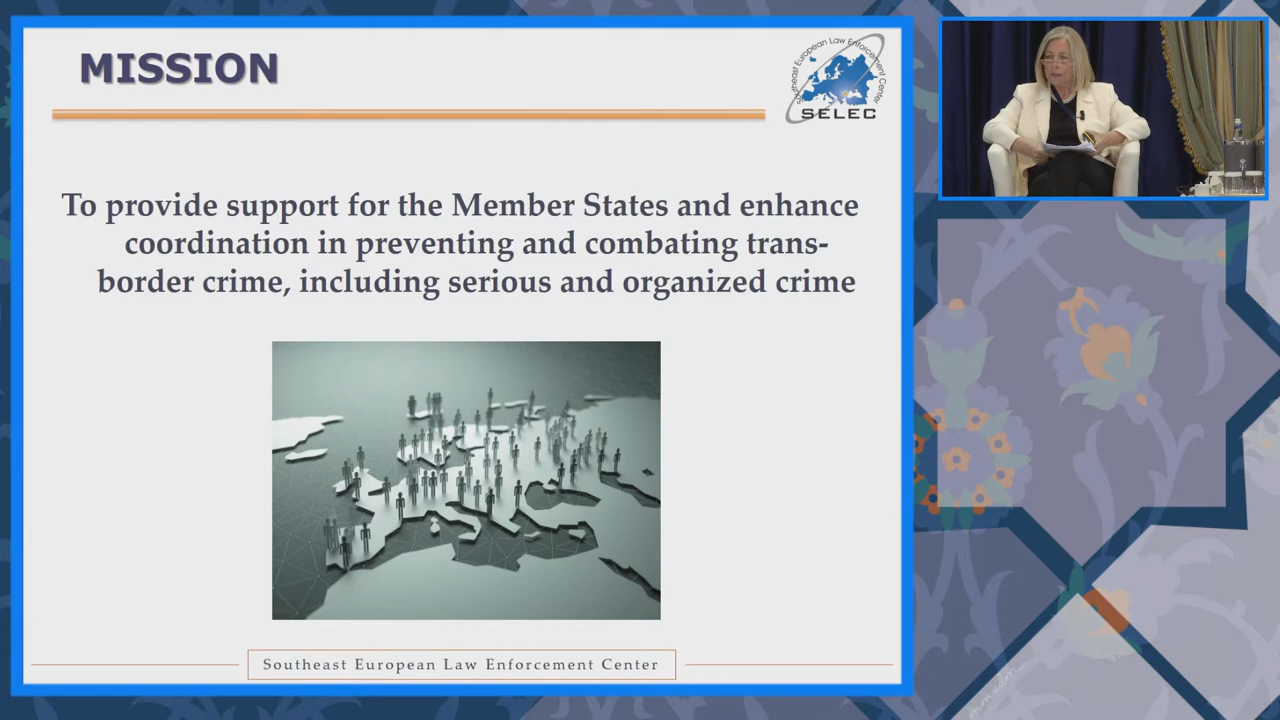 MISSION
Southeast European Law Enforcement Center
SELEC
To provide support for the Member States and enhance
coordination in preventing and combating trans-
border crime, including serious and organized crime
Southeast European Law Enforcement Center